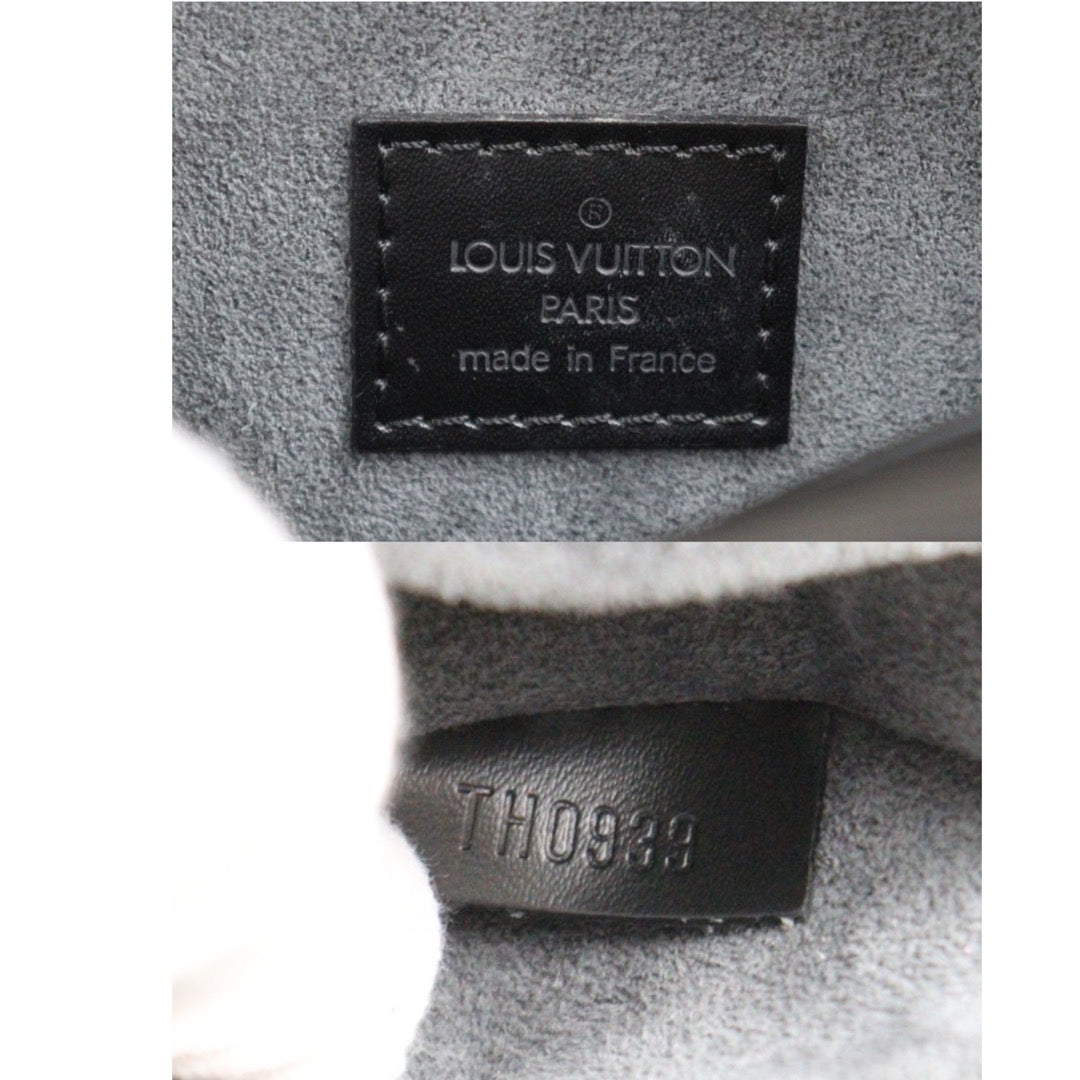 ®
LOUIS VUITTON
PARIS
made in France
TH0939